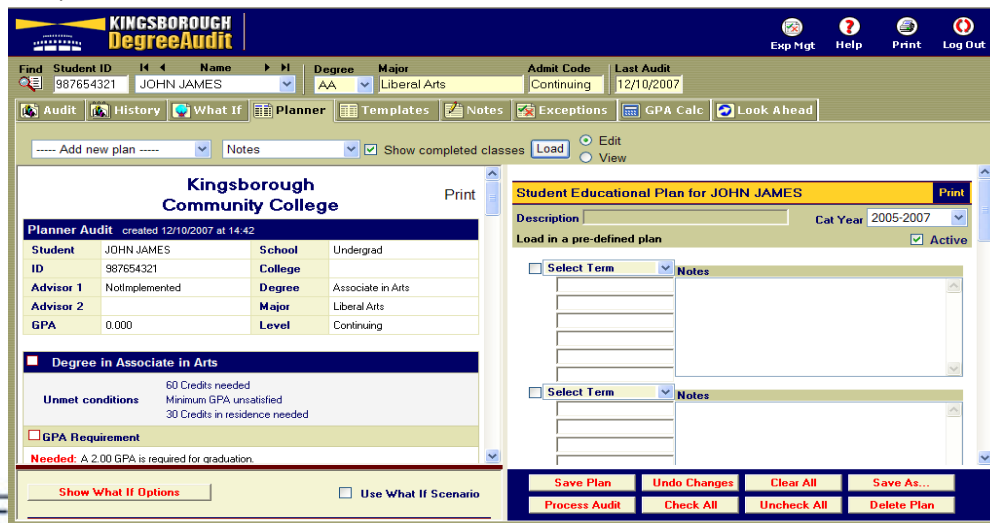 KINGSBOROUGH
DegreeAudit
Exp Mgt Help Print Log Out
Find Student ID Name Degree Major Admit Code Last Audit
987654321 JOHN JAMES AA Liberal Arts Continuing 12/10/2007
Audit History What If Planner Templates Notes Exceptions GPA Calc Look Ahead
----- Add new plan ----- Notes Show completed classes Load Edit
View
Kingsborough
Community College
Print
Planner Audit created 12/10/2007 at 14:42
Student JOHN JAMES School Undergrad
ID 987654321 College
Advisor 1 NotImplemented Degree Associate in Arts
Advisor 2 Major Liberal Arts
GPA 0.000 Level Continuing
Degree in Associate in Arts
Unmet conditions
60 Credits needed
Minimum GPA unsatisfied
30 Credits in residence needed
GPA Requirement
Needed: A 2.00 GPA is required for graduation.
Show What If Options Use What If Scenario
Student Educational Plan for JOHN JAMES Print
Description Cat Year 2005-2007
Load in a pre-defined plan Active
Select Term Notes
Select Term Notes
Save Plan Undo Changes Clear All Save As...
Process Audit Check All Uncheck All Delete Plan